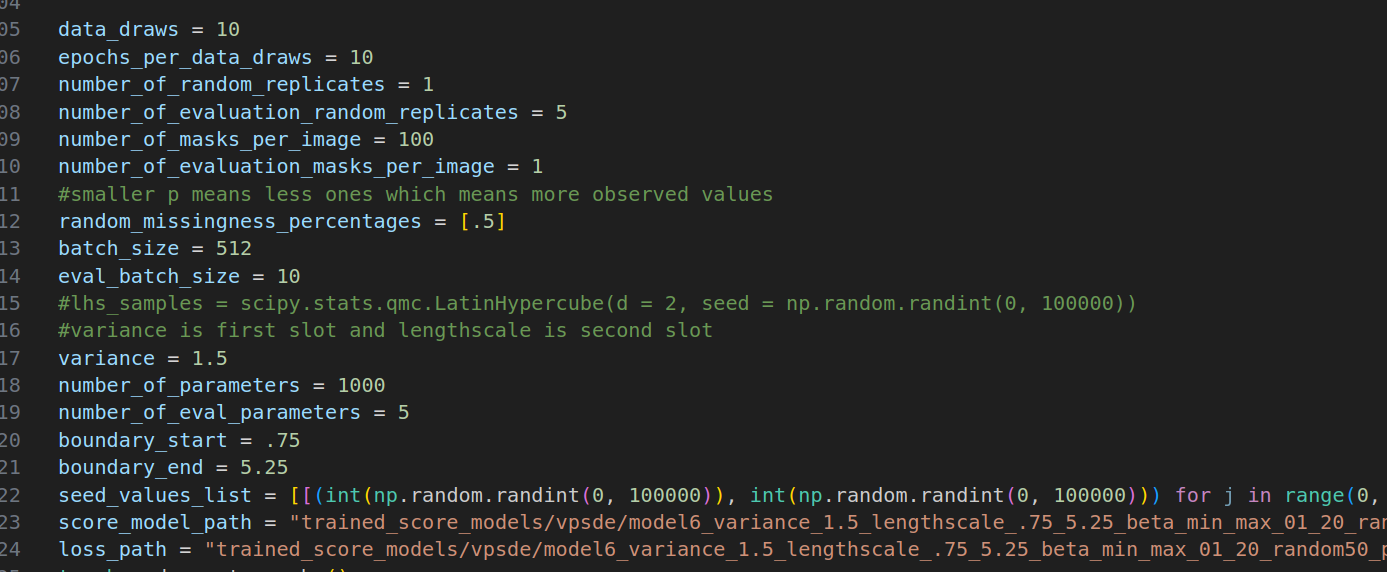 04
05 data_draws = 10
06 epochs_per_data_draws = 10
07 number_of_random_replicates = 1
08 number_of_evaluation_random_replicates = 5
09 number_of_masks_per_image = 100
10 number_of_evaluation_masks_per_image = 1
11 #smaller p means less ones which means more observed values
12 random_missingness_percentages = [.5]
13 batch_size = 512
14 eval_batch_size = 10
15 #lhs_samples = scipy.stats.qmc.LatinHypercube(d = 2, seed = np.random.randint(0, 100000))
16 #variance is first slot and lengthscale is second slot
17 variance = 1.5
18 number_of_parameters = 1000
19 number_of_eval_parameters = 5
20 boundary_start = .75
21 boundary_end = 5.25
22 seed_values_list = [[(int(np.random.randint(0, 100000)), int(np.random.randint(0, 100000))) for j in range(0,
23 score_model_path = "trained_score_models/vpsde/model6_variance_1.5_lengthscale_.75_5.25_beta_min_max_01_20_ran
24 loss_path = "trained_score_models/vpsde/model6_variance_1.5_lengthscale_.75_5.25_beta_min_max_01_20_random50_p